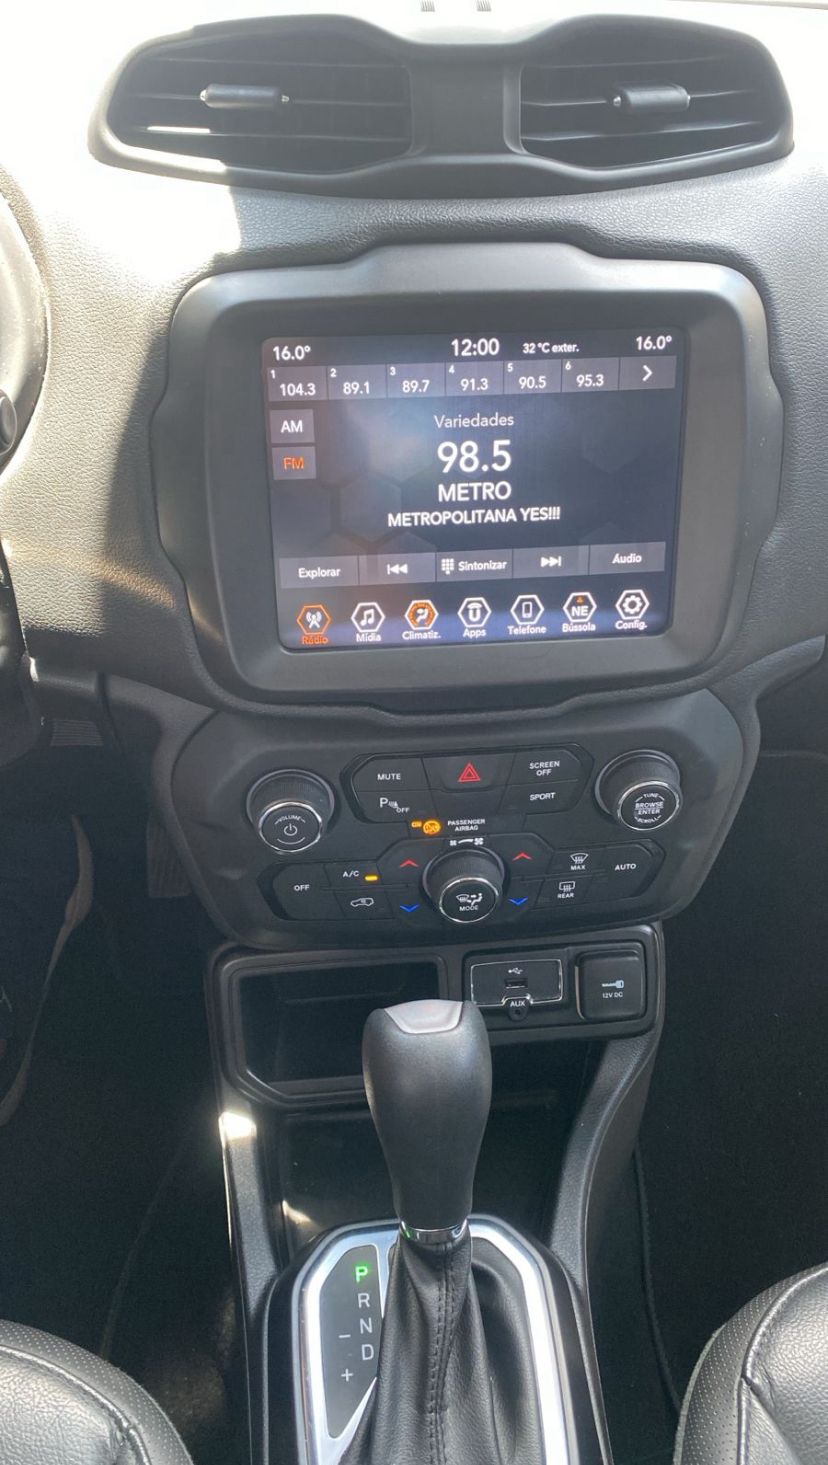 16.0° 12:00 32 °C exter. 16.0°
1 104.3 2 89.1 3 89.7 4 91.3 5 90.5 6 95.3
AM
FM
Variedades
98.5
METRO
METROPOLITANA YES!!!
Explorar Sintonizar Áudio
Rádio Mídia Climatiz. Apps Telefone NE Bússola Config.
MUTE SCREEN OFF
P OFF SPORT
VOLUME
TUNE
BROWSE
ENTER
SCROLL
PASSENGER
AIRBAG
OFF A/C MAX AUTO
MODE REAR
AUX 12V DC
P
R
N
D
−
+